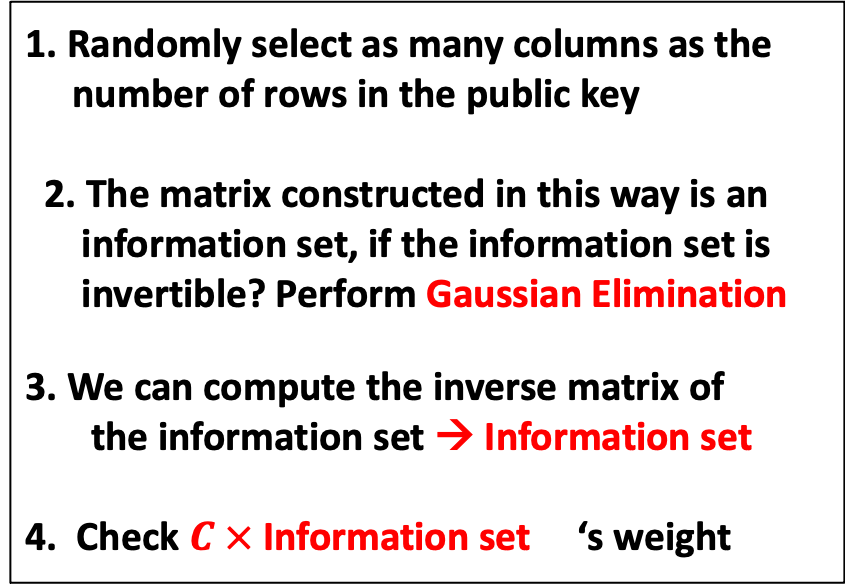 1. Randomly select as many columns as the
number of rows in the public key
2. The matrix constructed in this way is an
information set, if the information set is
invertible? Perform Gaussian Elimination
3. We can compute the inverse matrix of
the information set → Information set
4. Check C × Information set ‘s weight